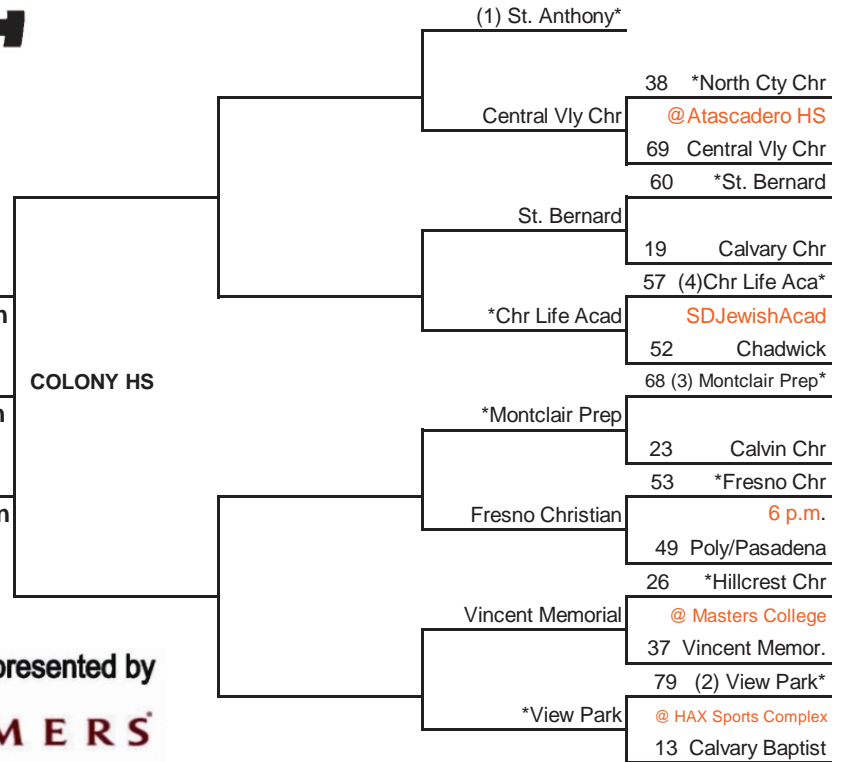 (1) St. Anthony*
38 *North Cty Chr
Central Vly Chr
@Atascadero HS
69 Central Vly Chr
60 *St. Bernard
St. Bernard
19 Calvary Chr
57 (4)Chr Life Aca*
*Chr Life Acad
SDJewishAcad
52 Chadwick
COLONY HS
68 (3) Montclair Prep*
*Montclair Prep
23 Calvin Chr
53 *Fresno Chr
Fresno Christian
6 p.m.
49 Poly/Pasadena
26 *Hillcrest Chr
Vincent Memorial
@ Masters College
37 Vincent Memor.
presented by
79 (2) View Park*
*View Park
@ HAX Sports Complex
13 Calvary Baptist